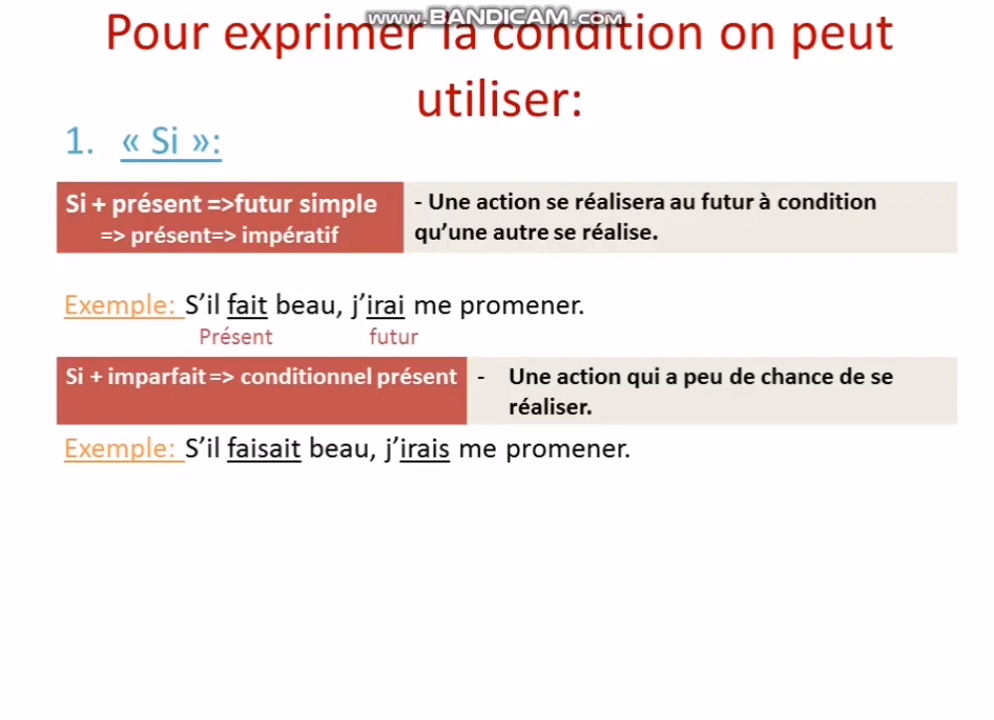 www.BANDICAM.com
Pour exprimer la condition on peut
utiliser:
1. « Si »:
Si + présent =>futur simple
=> présent=> impératif
- Une action se réalisera au futur à condition
qu’une autre se réalise.
Exemple: S’il fait beau, j’irai me promener.
Présent futur
Si + imparfait => conditionnel présent
- Une action qui a peu de chance de se
réaliser.
Exemple: S’il faisait beau, j’irais me promener.